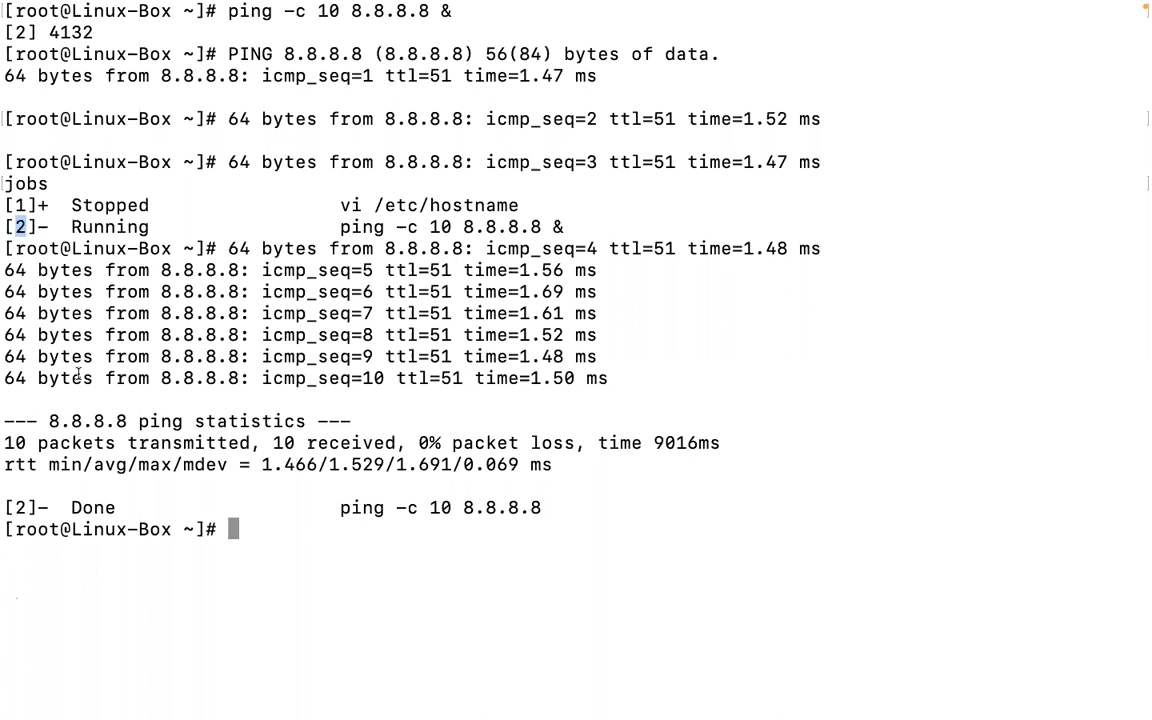 [root@Linux-Box ~]# ping -c 10 8.8.8.8 &
[2] 4132
[root@Linux-Box ~]# PING 8.8.8.8 (8.8.8.8) 56(84) bytes of data.
64 bytes from 8.8.8.8: icmp_seq=1 ttl=51 time=1.47 ms
[root@Linux-Box ~]# 64 bytes from 8.8.8.8: icmp_seq=2 ttl=51 time=1.52 ms
[root@Linux-Box ~]# 64 bytes from 8.8.8.8: icmp_seq=3 ttl=51 time=1.47 ms
jobs
[1]+  Stopped                 vi /etc/hostname
[2]-  Running                 ping -c 10 8.8.8.8 &
[root@Linux-Box ~]# 64 bytes from 8.8.8.8: icmp_seq=4 ttl=51 time=1.48 ms
64 bytes from 8.8.8.8: icmp_seq=5 ttl=51 time=1.56 ms
64 bytes from 8.8.8.8: icmp_seq=6 ttl=51 time=1.69 ms
64 bytes from 8.8.8.8: icmp_seq=7 ttl=51 time=1.61 ms
64 bytes from 8.8.8.8: icmp_seq=8 ttl=51 time=1.52 ms
64 bytes from 8.8.8.8: icmp_seq=9 ttl=51 time=1.48 ms
64 bytes from 8.8.8.8: icmp_seq=10 ttl=51 time=1.50 ms
--- 8.8.8.8 ping statistics ---
10 packets transmitted, 10 received, 0% packet loss, time 9016ms
rtt min/avg/max/mdev = 1.466/1.529/1.691/0.069 ms
[2]-  Done                    ping -c 10 8.8.8.8
[root@Linux-Box ~]#